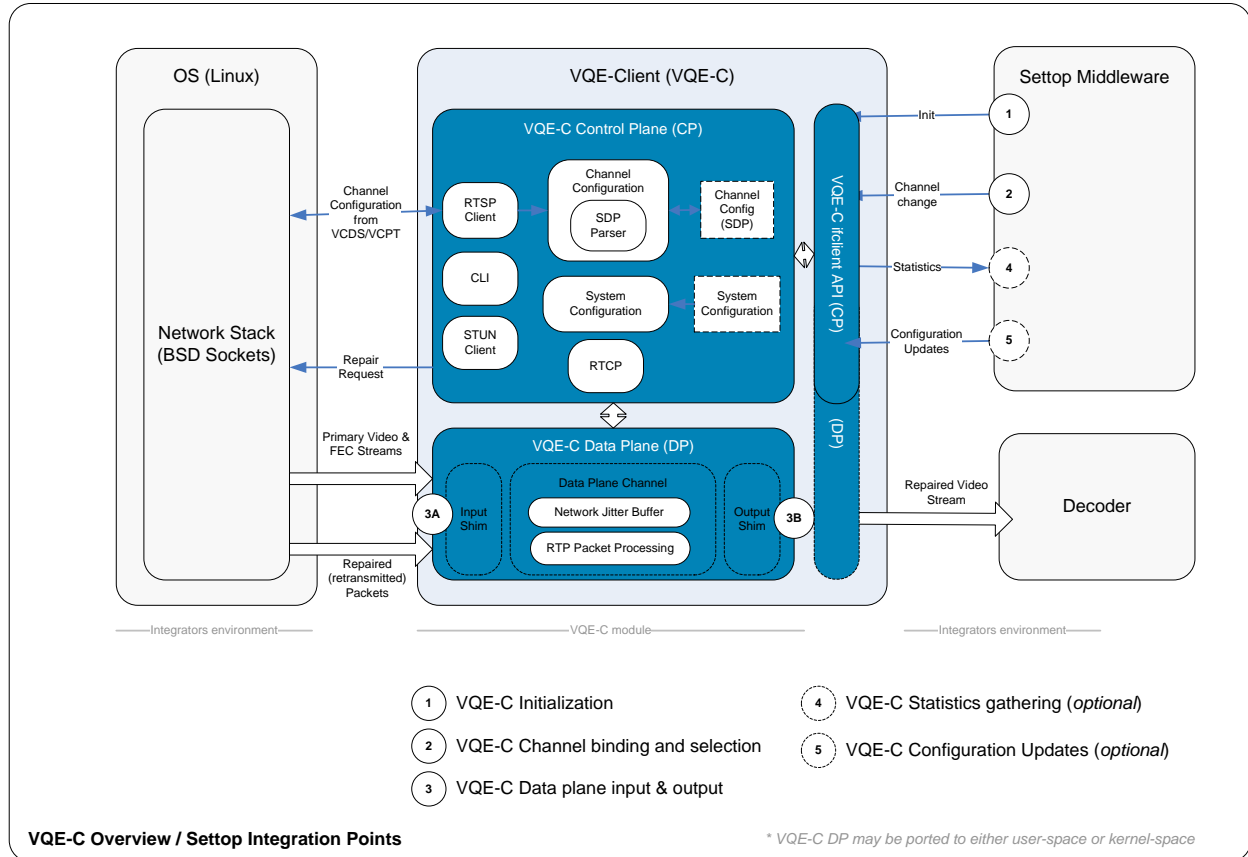 OS (Linux)
Network Stack
(BSD Sockets)
Channel
Configuration
from
VCDS/VCPT
Repair
Request
Primary Video &
FEC Streams
Repaired
(retransmitted)
Packets
VQE-Client (VQE-C)
VQE-C Control Plane (CP)
RTSP
Client
CLI
STUN
Client
Channel
Configuration
SDP
Parser
Channel
Config
(SDP)
System
Configuration
System
Configuration
RTCP
VQE-C Data Plane (DP)
3A
Input
Shim
Data Plane Channel
Network Jitter Buffer
RTP Packet Processing
Output
Shim
3B
VQE-C ifclient API (CP)
(DP)
Settop Middleware
Init
1
Channel
change
2
Statistics
4
Configuration
Updates
5
Repaired Video
Stream
Decoder
Integrators environment
VQE-C module
Integrators environment
1 VQE-C Initialization
2 VQE-C Channel binding and selection
3 VQE-C Data plane input & output
4 VQE-C Statistics gathering (optional)
5 VQE-C Configuration Updates (optional)
VQE-C Overview / Settop Integration Points
* VQE-C DP may be ported to either user-space or kernel-space